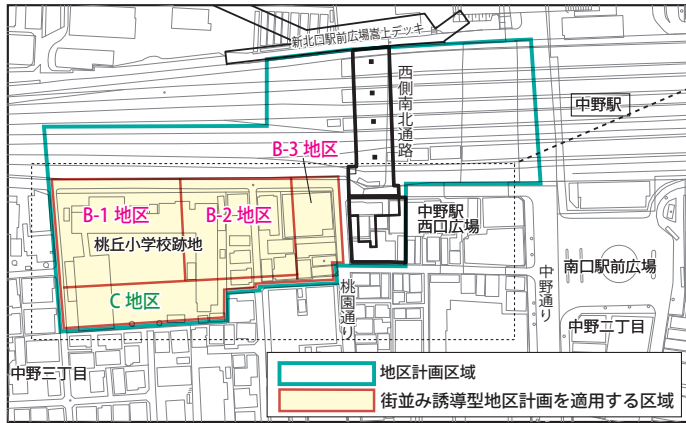 新北口駅前広場嵩上デッキ
西側南北通路
中野駅
B-3 地区
B-1 地区
B-2 地区
桃丘小学校跡地
中野駅
西口広場
南口駅前広場
中野通り
C 地区
桃園通り
中野二丁目
中野三丁目
地区計画区域
街並み誘導型地区計画を適用する区域